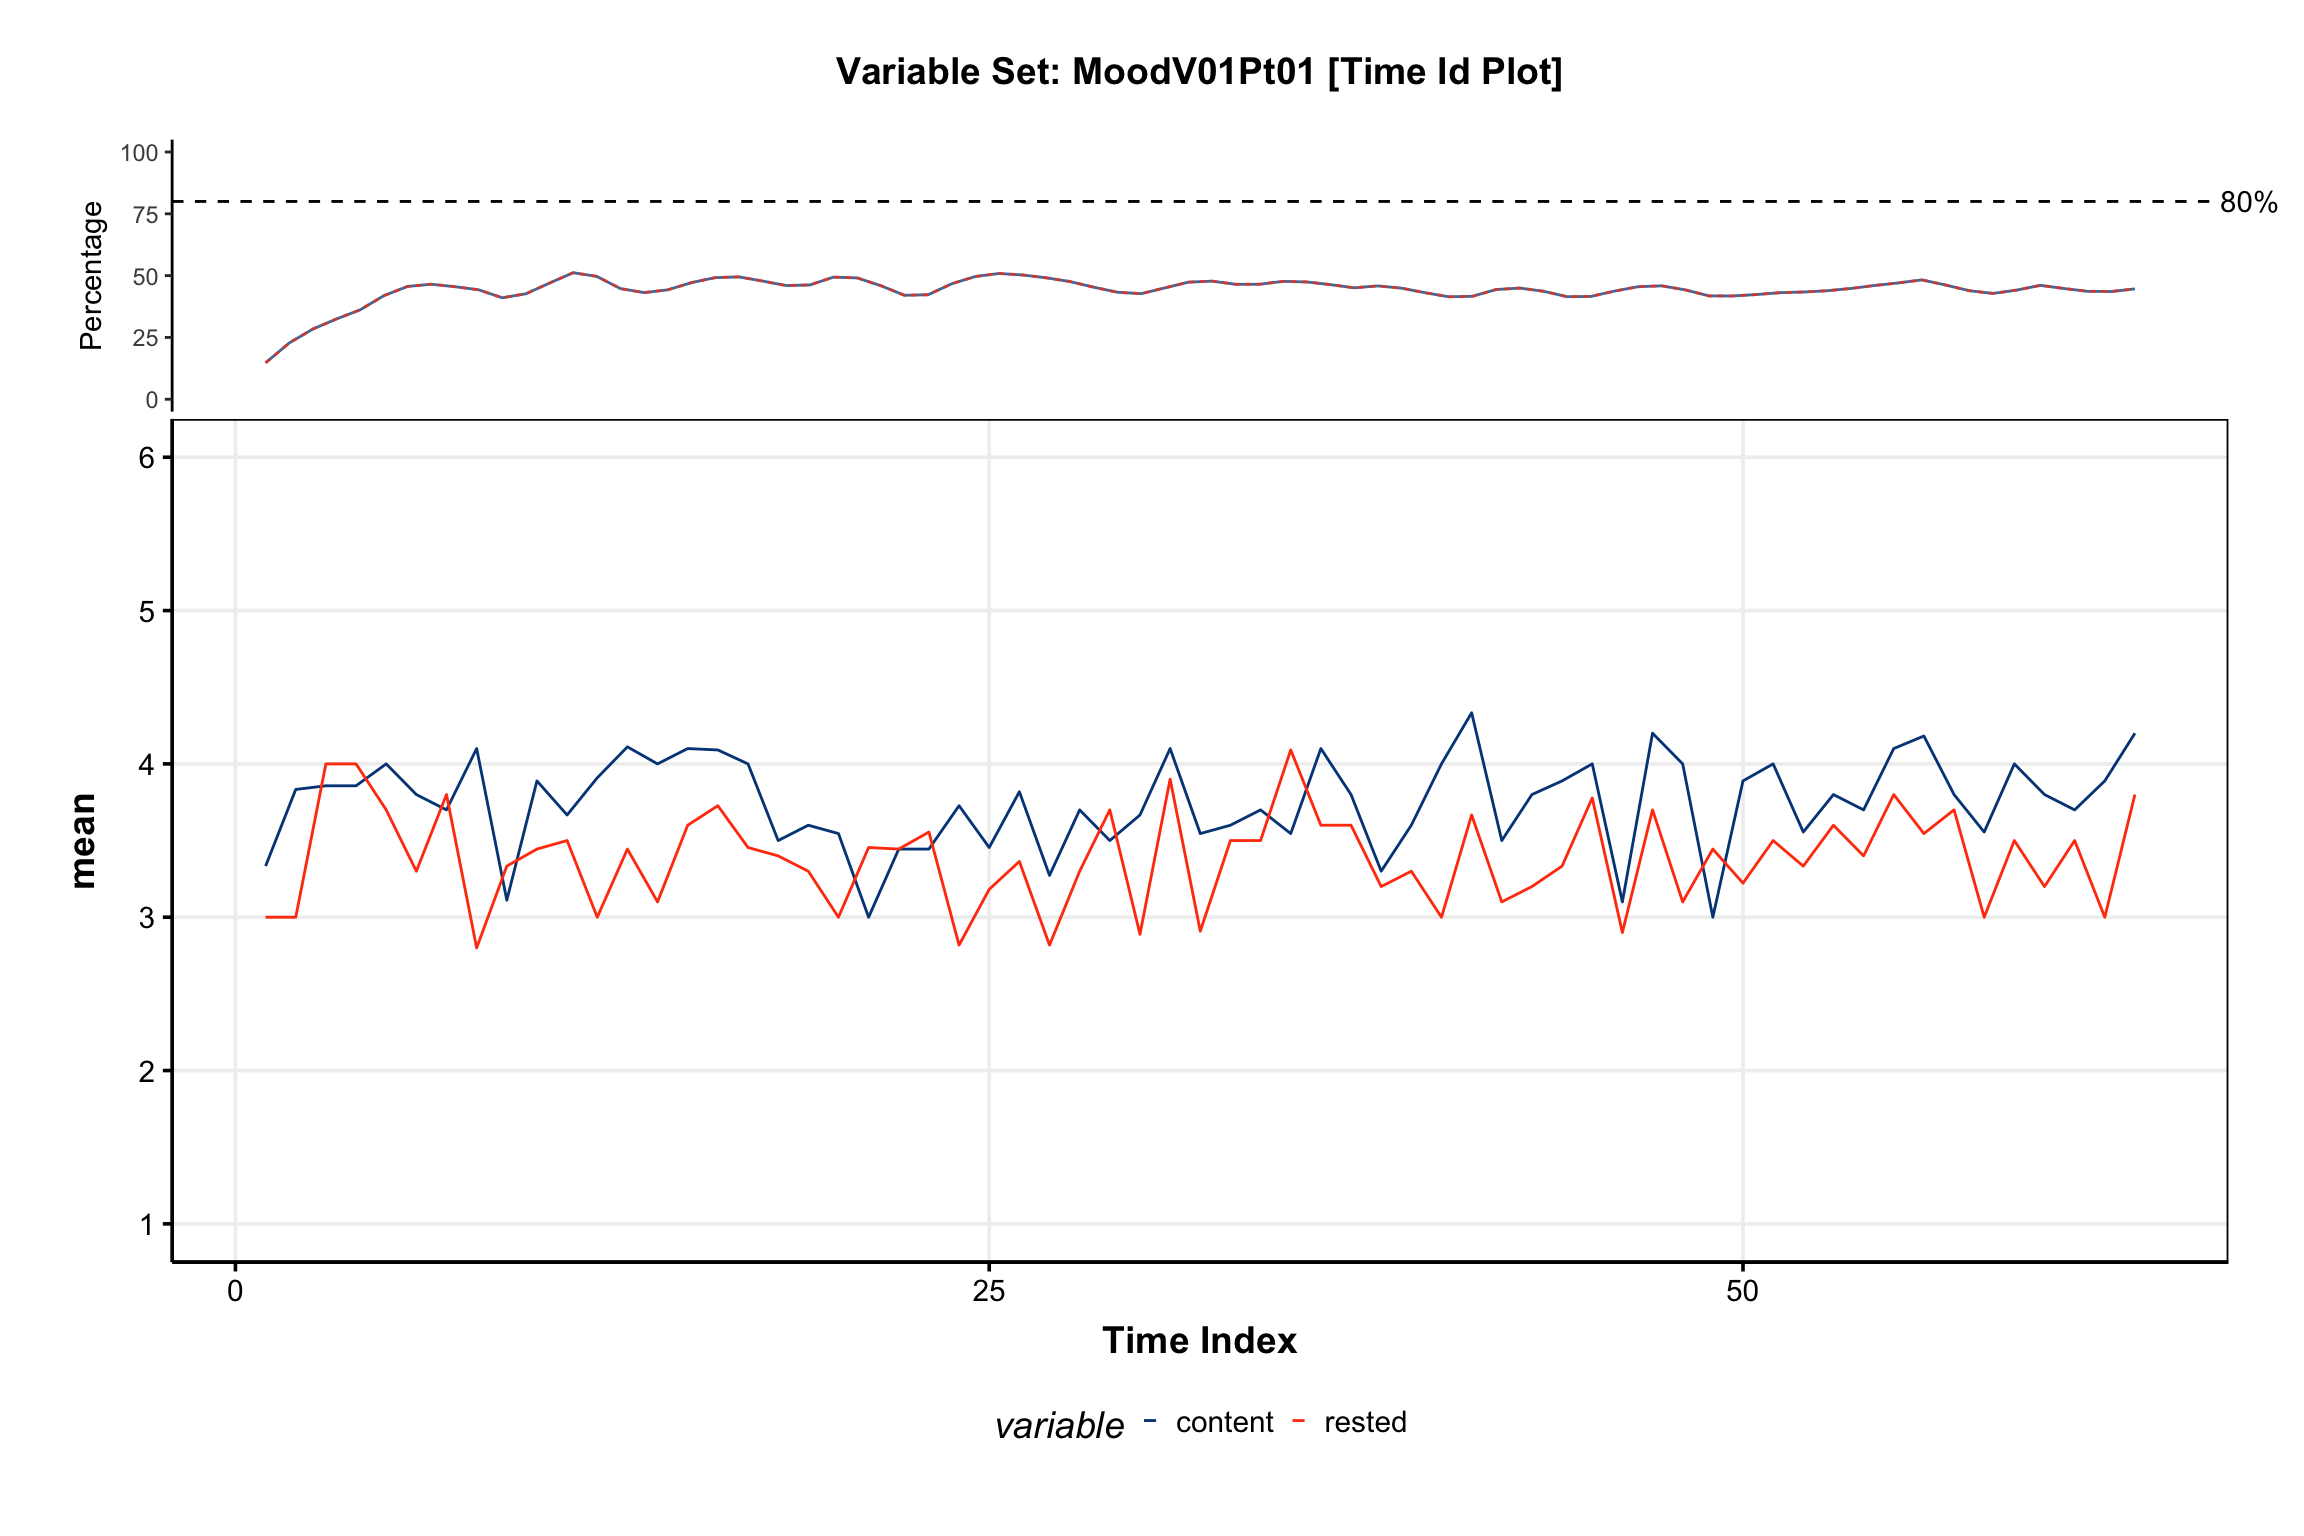 Variable Set: MoodV01Pt01 [Time Id Plot]
Percentage
100
75
50
25
0
80%
mean
6
5
4
3
2
1
0 25 50
Time Index
variable content rested